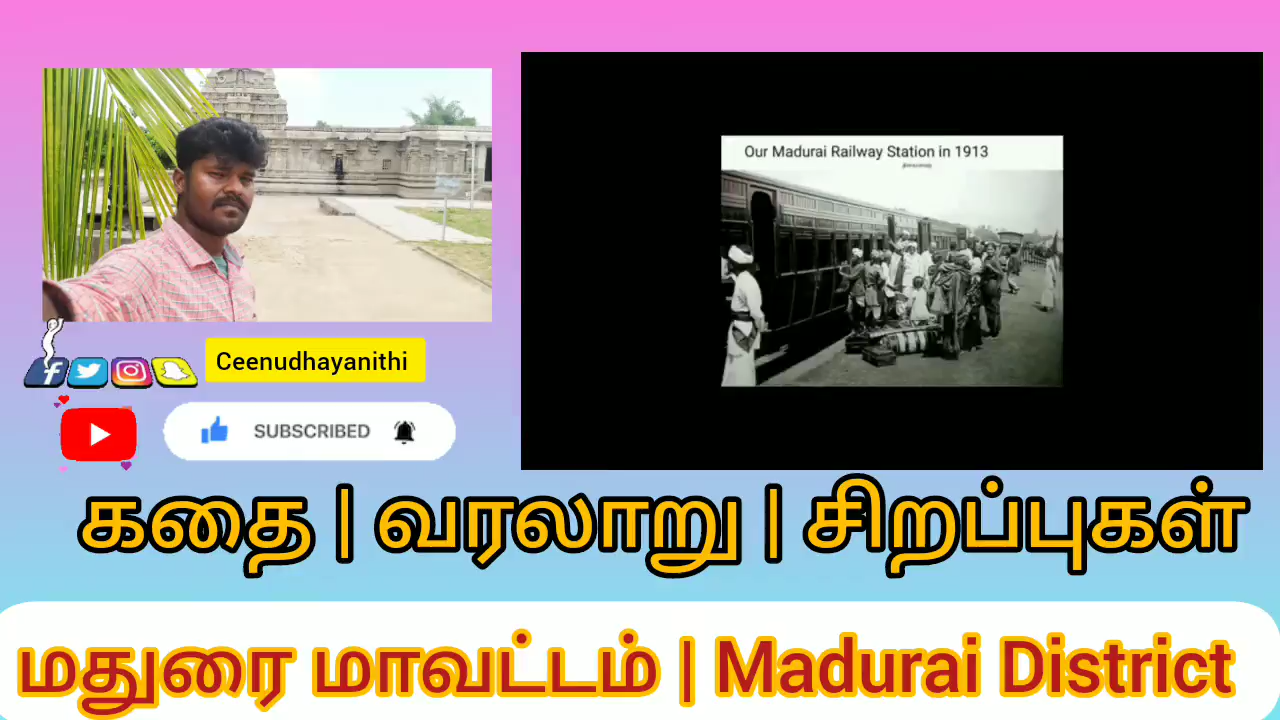 Our Madurai Railway Station in 1913
Ceenudhayanithi
SUBSCRIBED
கதை | வரலாறு | சிறப்புகள்
மதுரை மாவட்டம் | Madurai District